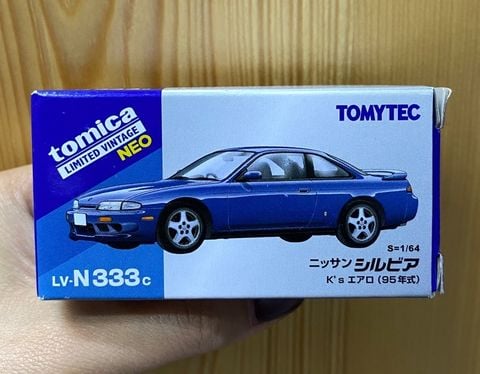 tomica
LIMITED VINTAGE
NEO
TOMYTEC
S=1/64
LV-N333c
ニッサン シルビア
K's エアロ (95年式)